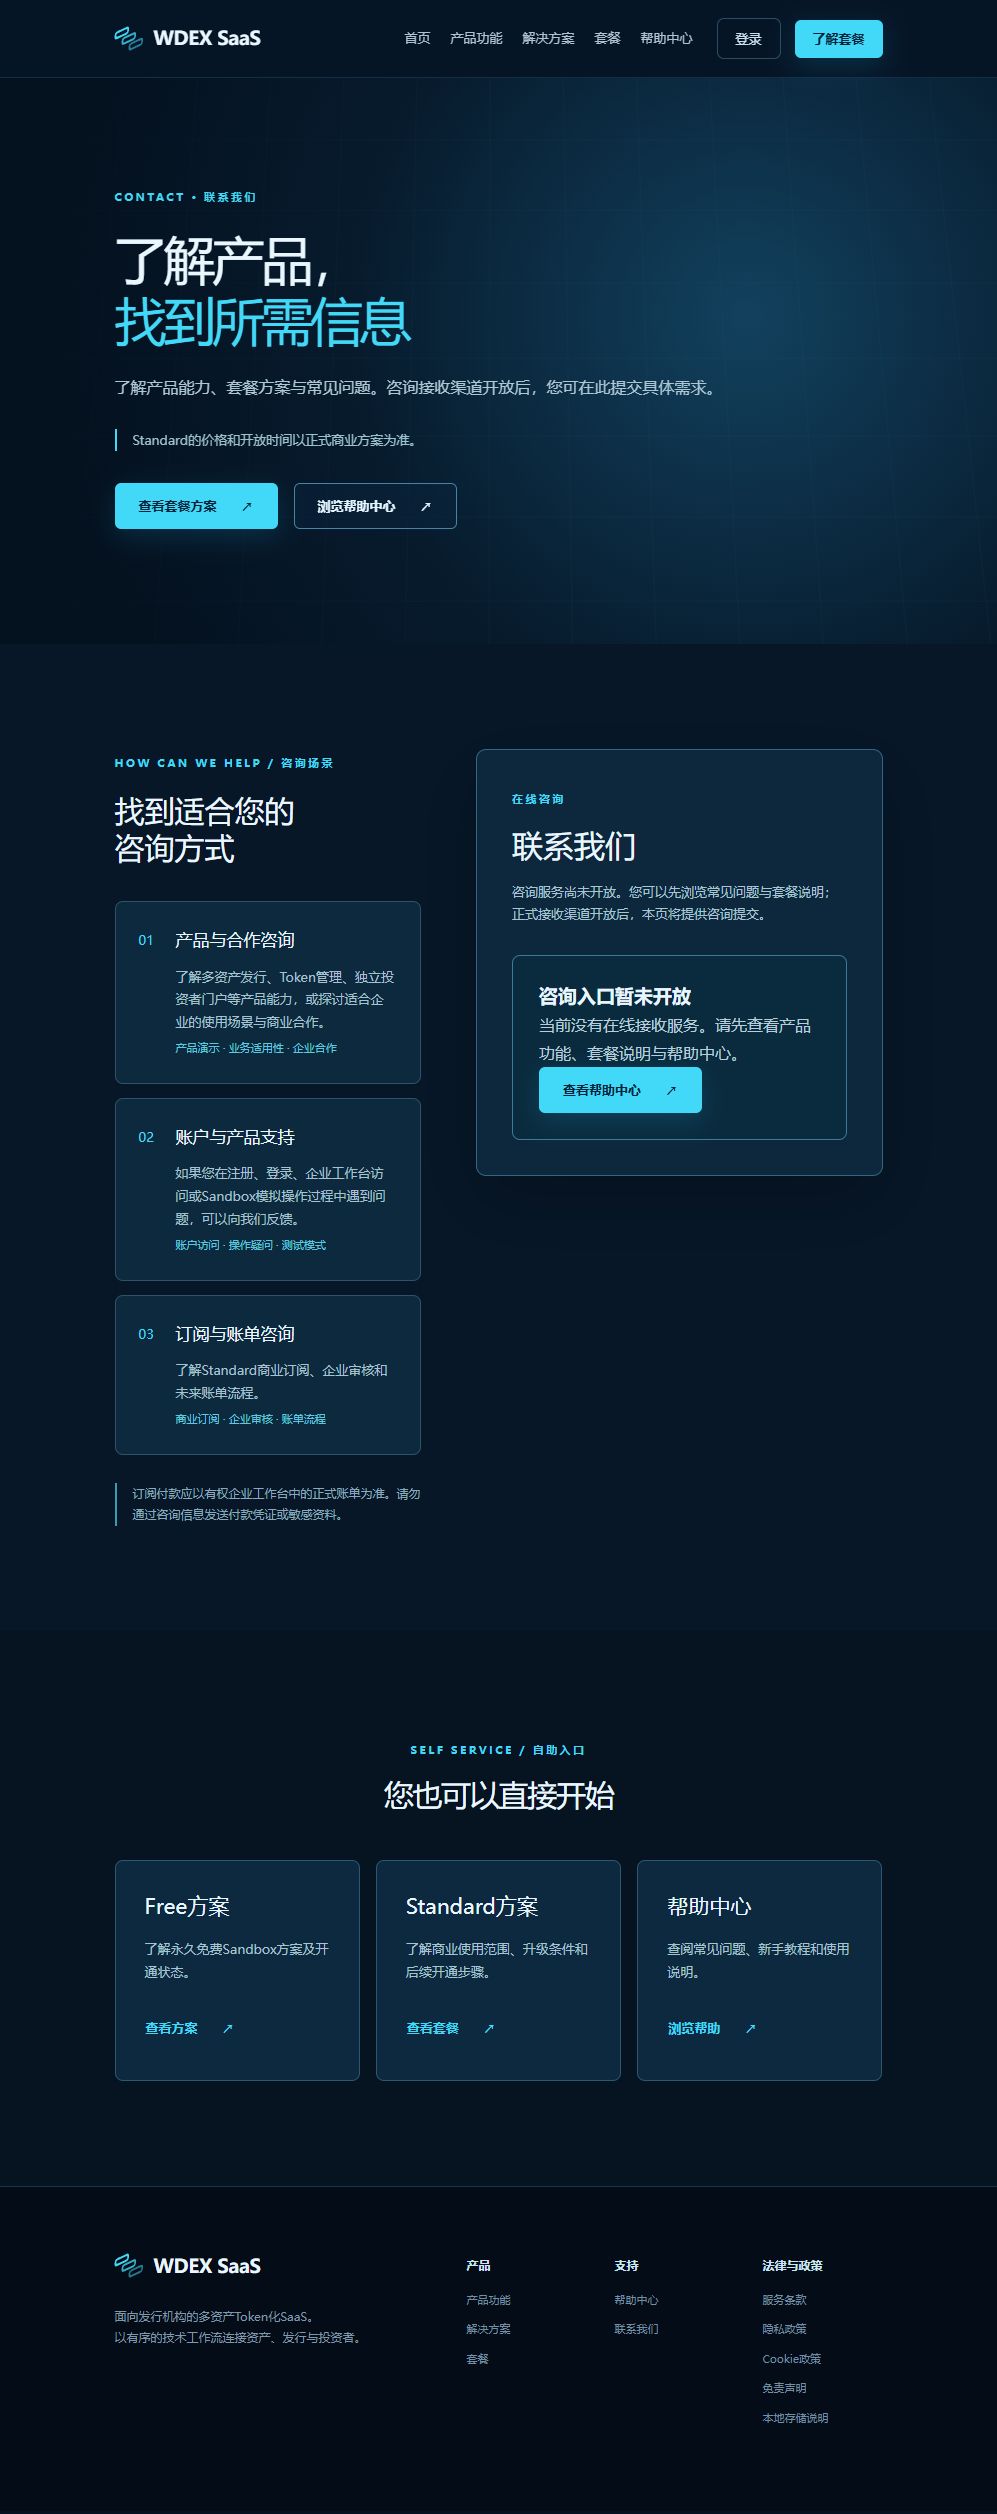 WDEX SaaS
首页 产品功能 解决方案 套餐 帮助中心 登录 了解套餐
CONTACT • 联系我们
了解产品，
找到所需信息
了解产品能力、套餐方案与常见问题。咨询接收渠道开放后，您可在此提交具体需求。
Standard的价格和开放时间以正式商业方案为准。
查看套餐方案 ↗ 浏览帮助中心 ↗
HOW CAN WE HELP / 咨询场景
找到适合您的
咨询方式
01 产品与合作咨询
了解多资产发行、Token管理、独立投
资者门户等产品能力，或探讨适合企
业的使用场景与商业合作。
产品演示 · 业务适用性 · 企业合作
02 账户与产品支持
如果您在注册、登录、企业工作台访
问或Sandbox模拟操作过程中遇到问
题，可以向我们反馈。
账户访问 · 操作疑问 · 测试模式
03 订阅与账单咨询
了解Standard商业订阅、企业审核和
未来账单流程。
商业订阅 · 企业审核 · 账单流程
订阅付款应以有权企业工作台中的正式账单为准。请勿
通过咨询信息发送付款凭证或敏感资料。
在线咨询
联系我们
咨询服务尚未开放。您可以先浏览常见问题与套餐说明；
正式接收渠道开放后，本页将提供咨询提交。
咨询入口暂未开放
当前没有在线接收服务。请先查看产品
功能、套餐说明与帮助中心。
查看帮助中心 ↗
SELF SERVICE / 自助入口
您也可以直接开始
Free方案
了解永久免费Sandbox方案及开
通状态。
查看方案 ↗
Standard方案
了解商业使用范围、升级条件和
后续开通步骤。
查看套餐 ↗
帮助中心
查阅常见问题、新手教程和使用
说明。
浏览帮助 ↗
WDEX SaaS
面向发行机构的多资产Token化SaaS。
以有序的技术工作流连接资产、发行与投资者。
产品
产品功能
解决方案
套餐
支持
帮助中心
联系我们
法律与政策
服务条款
隐私政策
Cookie政策
免责声明
本地存储说明